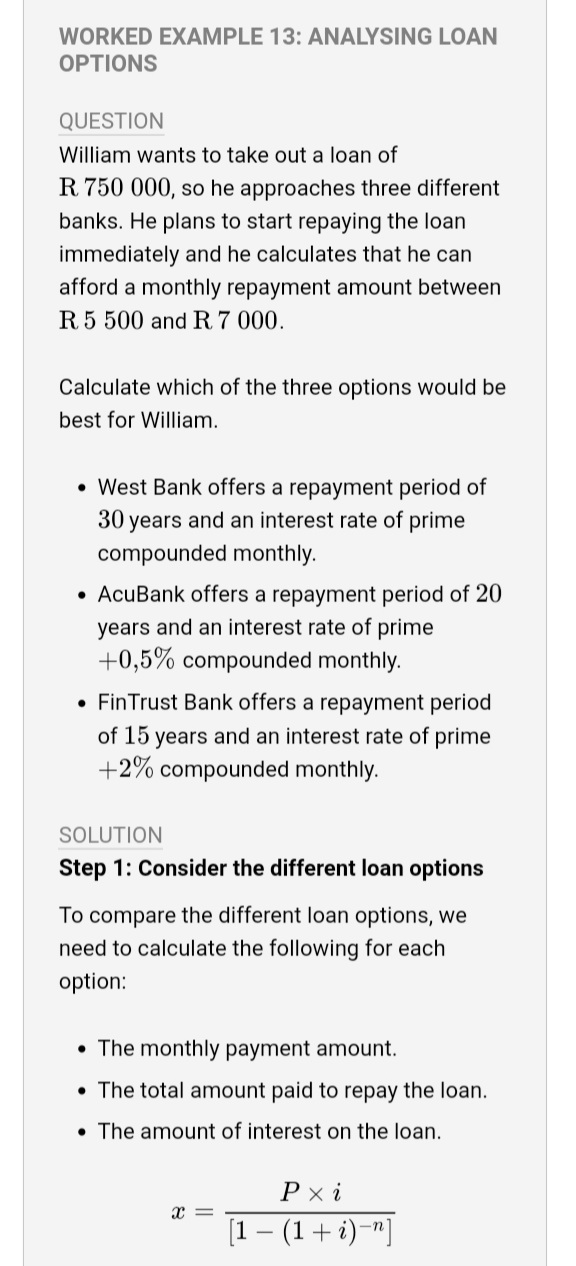 WORKED EXAMPLE 13: ANALYSING LOAN
OPTIONS
QUESTION
William wants to take out a loan of
R 750 000, so he approaches three different
banks. He plans to start repaying the loan
immediately and he calculates that he can
afford a monthly repayment amount between
R 5 500 and R 7 000.
Calculate which of the three options would be
best for William.
• West Bank offers a repayment period of
30 years and an interest rate of prime
compounded monthly.
• AcuBank offers a repayment period of 20
years and an interest rate of prime
+0,5% compounded monthly.
• FinTrust Bank offers a repayment period
of 15 years and an interest rate of prime
+2% compounded monthly.
SOLUTION
Step 1: Consider the different loan options
To compare the different loan options, we
need to calculate the following for each
option:
• The monthly payment amount.
• The total amount paid to repay the loan.
• The amount of interest on the loan.
P × i
x =
[1 − (1 + i)⁻ⁿ]